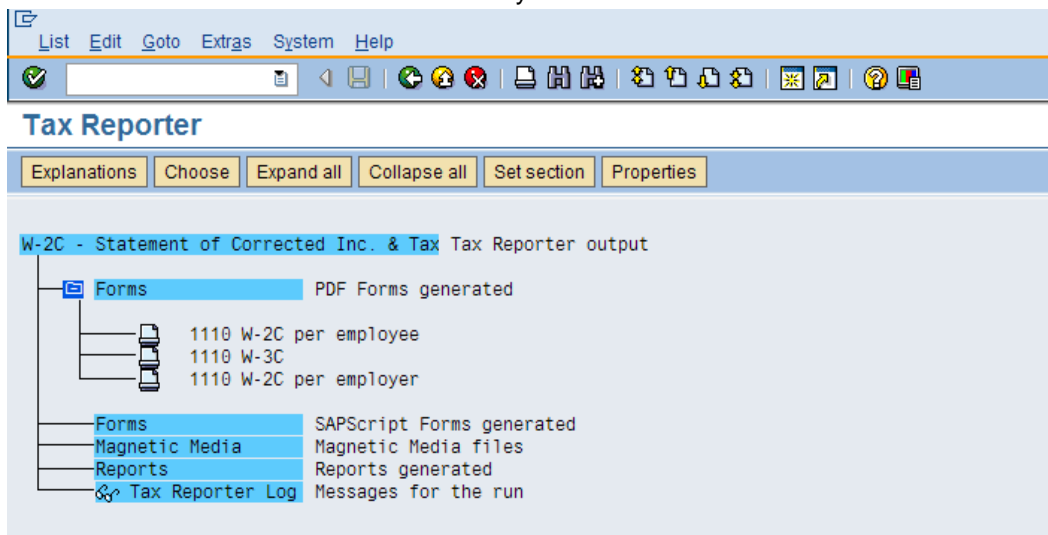 List Edit Goto Extras System Help
Tax Reporter
Explanations Choose Expand all Collapse all Set section Properties
W-2C - Statement of Corrected Inc. & Tax Tax Reporter output
Forms PDF Forms generated
1110 W-2C per employee
1110 W-3C
1110 W-2C per employer
Forms SAPScript Forms generated
Magnetic Media Magnetic Media files
Reports Reports generated
Tax Reporter Log Messages for the run